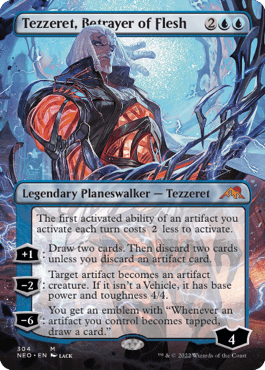 Tezzeret, Betrayer of Flesh 2
Legendary Planeswalker — Tezzeret
The first activated ability of an artifact you
activate each turn costs 2 less to activate.
+1: Draw two cards. Then discard two cards
unless you discard an artifact card.
Target artifact becomes an artifact
-2: creature. If it isn't a Vehicle, it has
base power and toughness 4/4.
You get an emblem with “Whenever an
-6: artifact you control becomes tapped,
draw a card.”
4
304 M
NEO • EN LACK
™ & © 2022 Wizards of the Coast